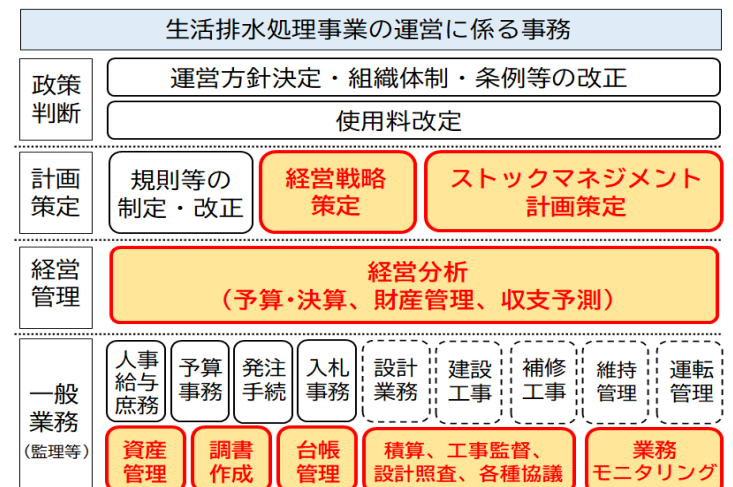 生活排水処理事業の運営に係る事務
政策
判断
運営方針決定・組織体制・条例等の改正
使用料改定
計画
策定
規則等の
制定・改正
経営戦略
策定
ストックマネジメント
計画策定
経営
管理
経営分析
（予算・決算、財産管理、収支予測）
一般
業務
（監理等）
人事
給与
庶務
予算
事務
発注
手続
入札
事務
設計
業務
建設
工事
補修
工事
維持
管理
運転
管理
資産
管理
調書
作成
台帳
管理
積算、工事監督、
設計照査、各種協議
業務
モニタリング